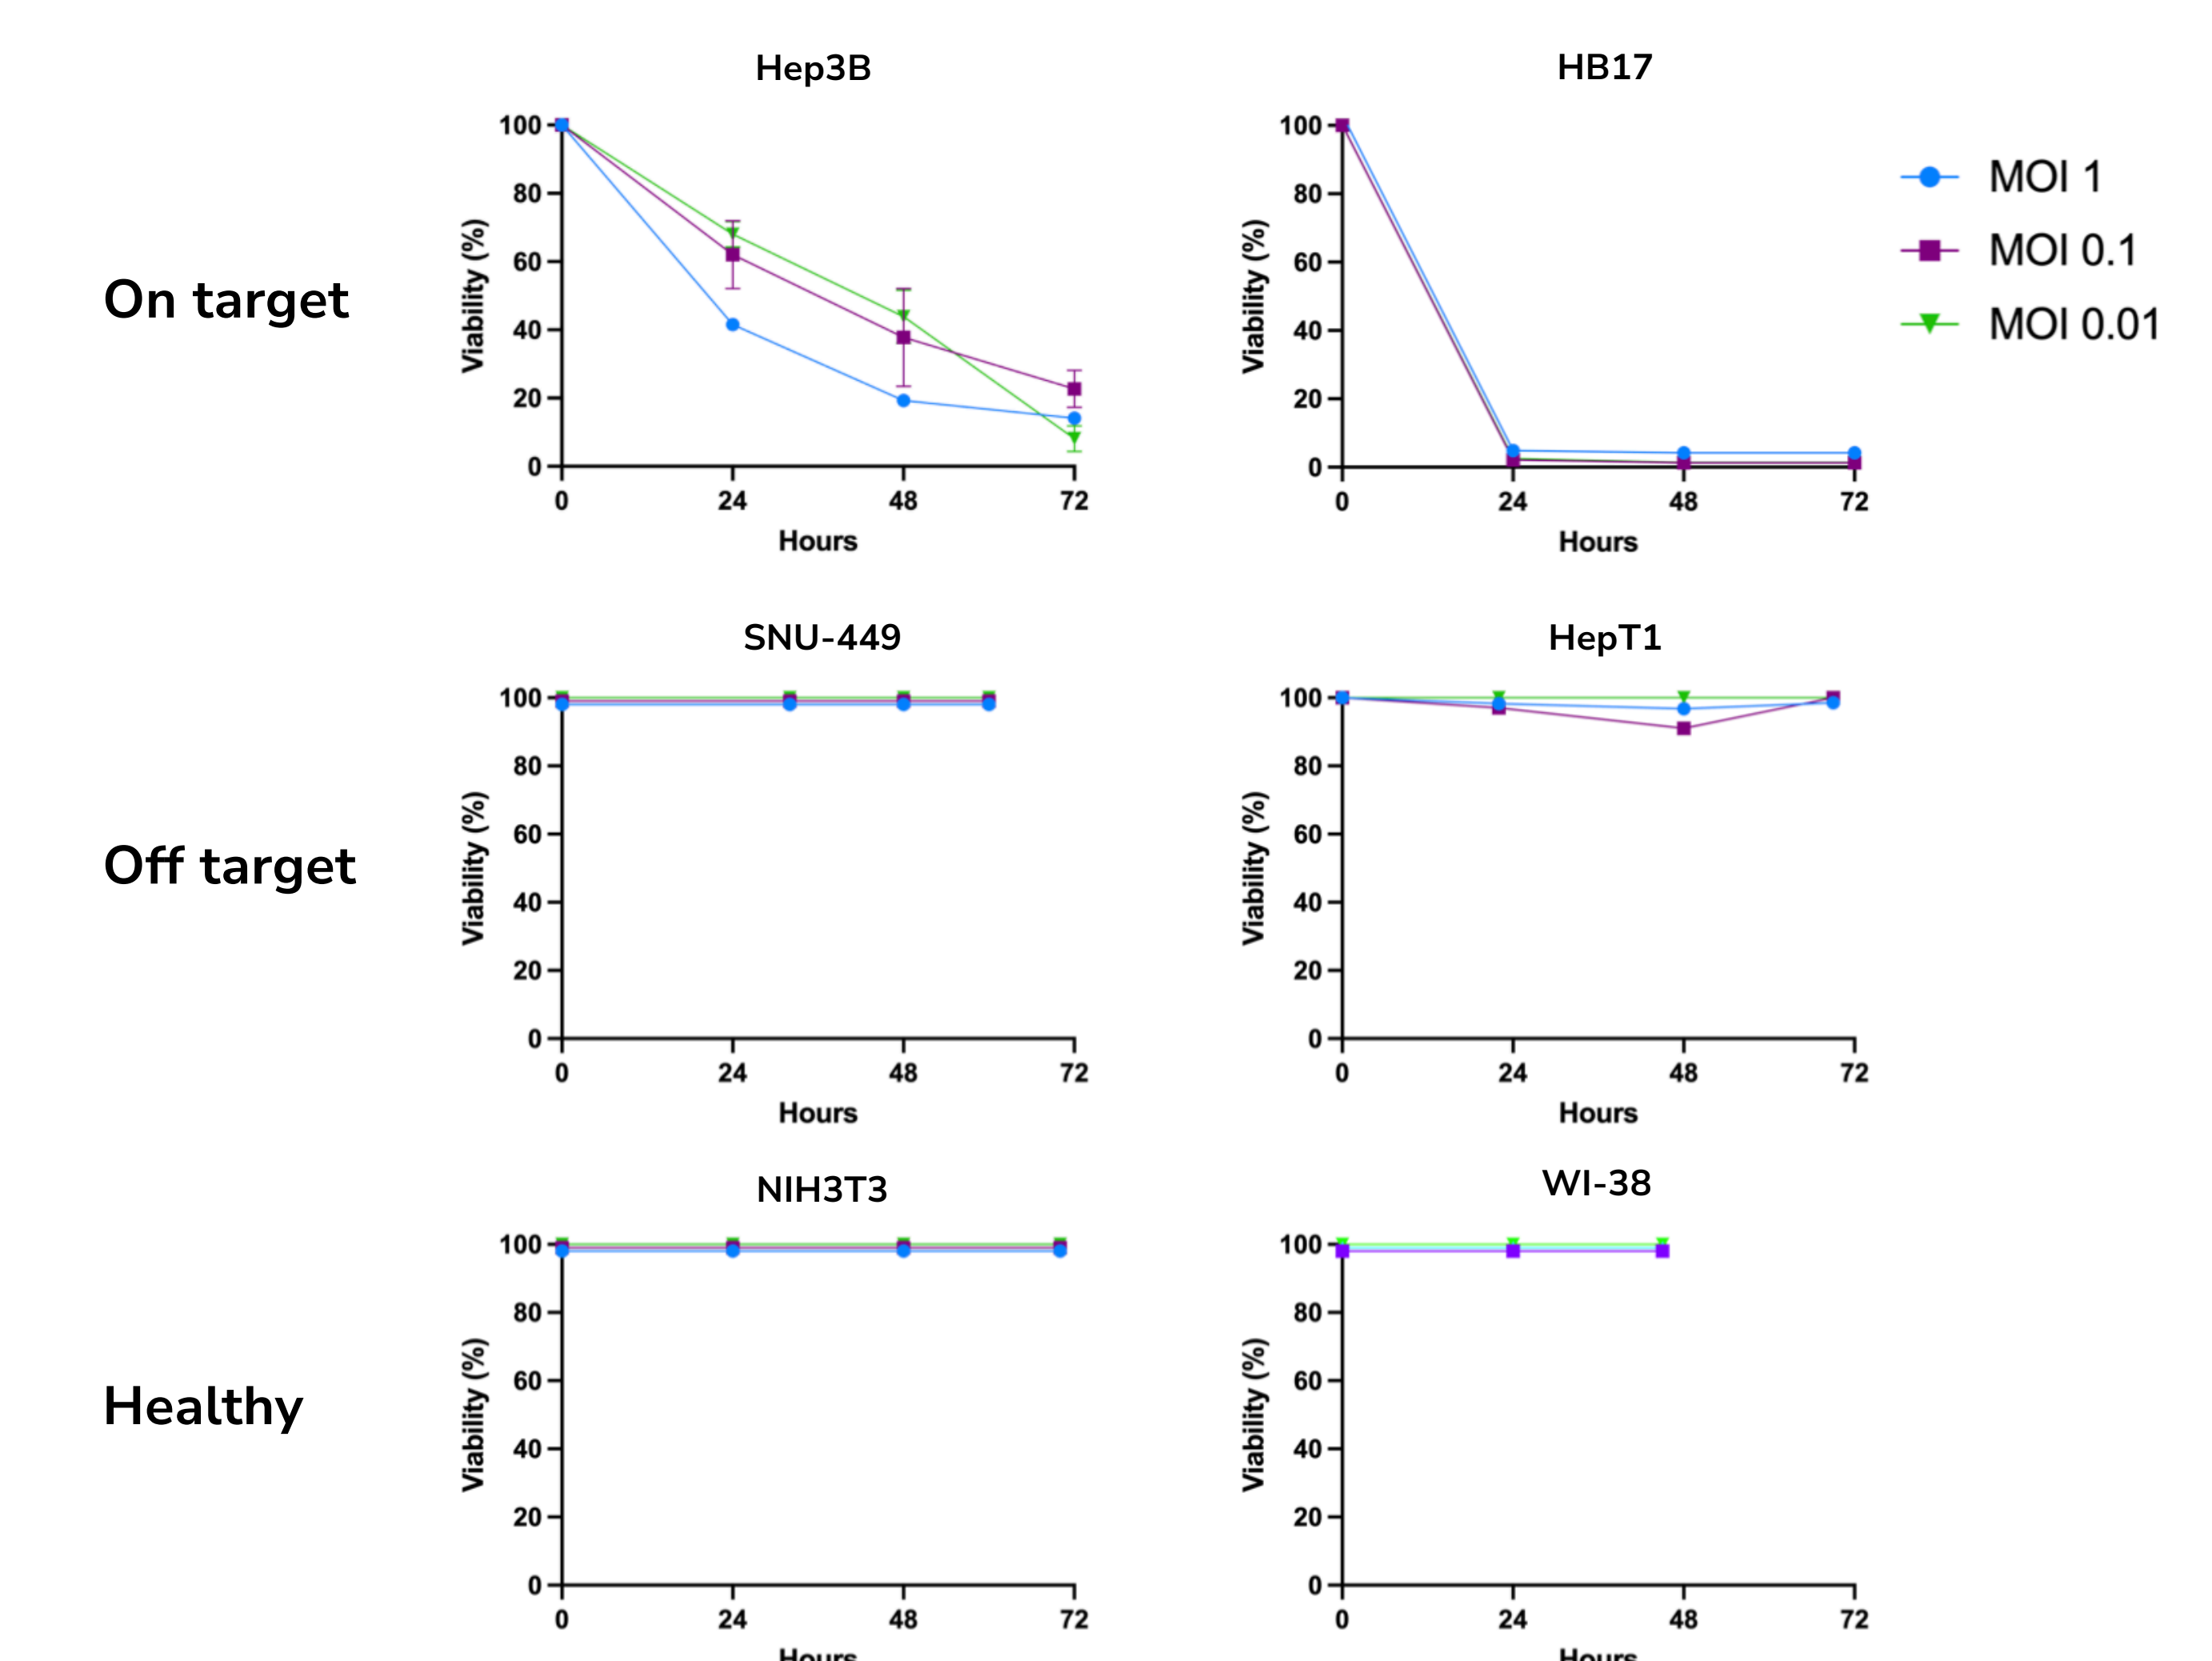 Hep3B
HB17
On target
Viability (%)
100
80
60
40
20
0
0 24 48 72
Hours
Viability (%)
100
80
60
40
20
0
0 24 48 72
Hours
MOI 1
MOI 0.1
MOI 0.01
SNU-449
HepT1
Off target
Viability (%)
100
80
60
40
20
0
0 24 48 72
Hours
Viability (%)
100
80
60
40
20
0
0 24 48 72
Hours
NIH3T3
WI-38
Healthy
Viability (%)
100
80
60
40
20
0
0 24 48 72
Hours
Viability (%)
100
80
60
40
20
0
0 24 48 72
Hours